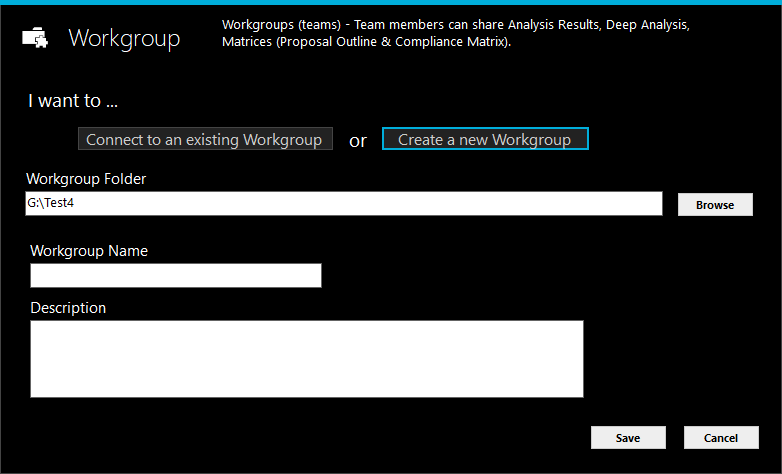 Workgroup
Workgroups (teams) - Team members can share Analysis Results, Deep Analysis,
Matrices (Proposal Outline & Compliance Matrix).
I want to ...
Connect to an existing Workgroup or Create a new Workgroup
Workgroup Folder
G:\Test4 Browse
Workgroup Name
Description
Save Cancel